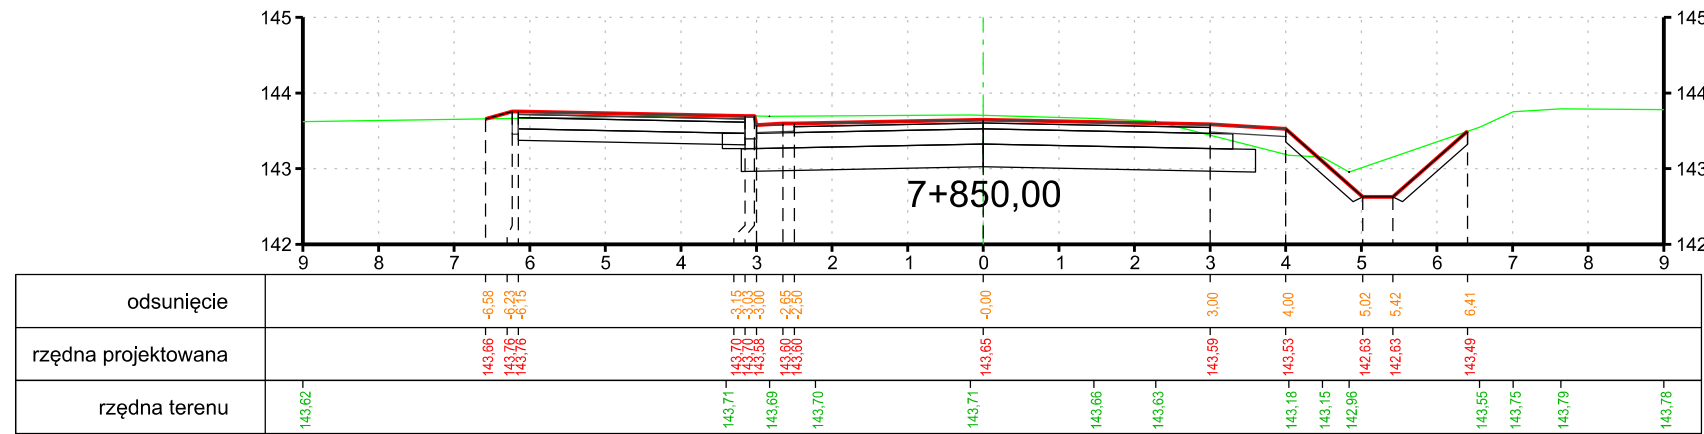 145 145
144 144
143 143
7+850,00
142 142
9 8 7 6 5 4 3 2 1 0 1 2 3 4 5 6 7 8 9
odsunięcie -6,58 -6,23 -6,15 -3,15 -3,03 -3,00 -2,65 -2,50 -0,00 3,00 4,00 5,02 5,42 6,41
rzędna projektowana 143,66 143,76 143,76 143,70 143,70 143,58 143,60 143,60 143,65 143,59 143,53 142,63 142,63 143,49
rzędna terenu 143,62 143,71 143,69 143,70 143,71 143,66 143,63 143,18 143,15 142,96 143,55 143,75 143,79 143,78